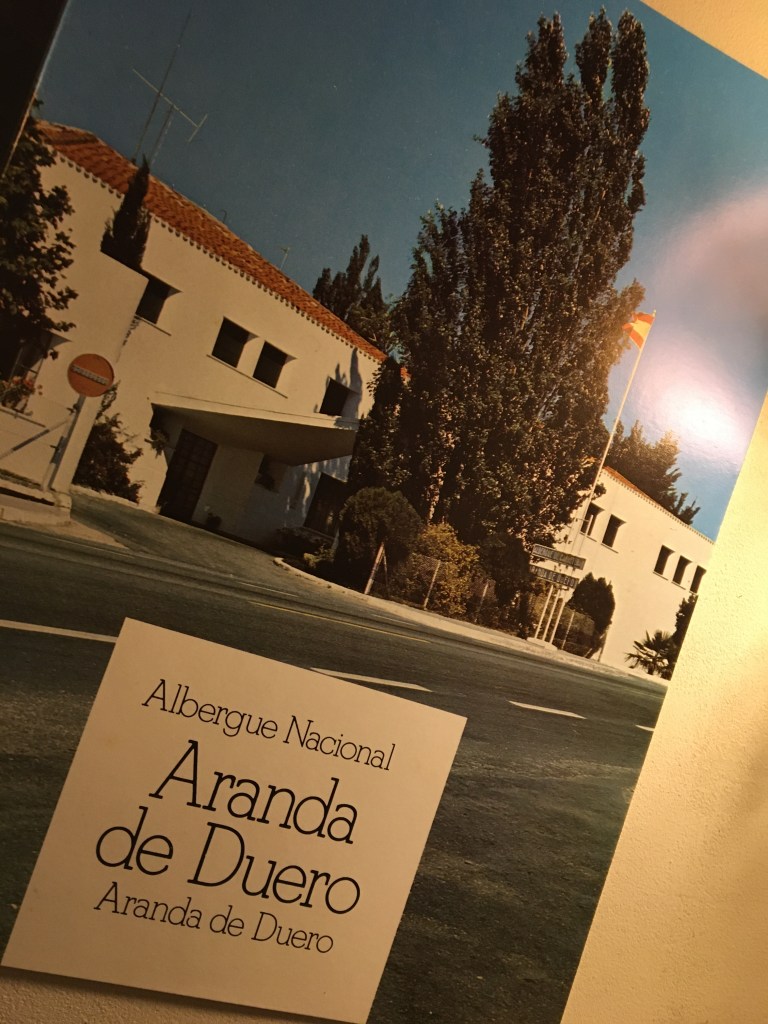 Albergue Nacional
Aranda
de Duero
Aranda de Duero